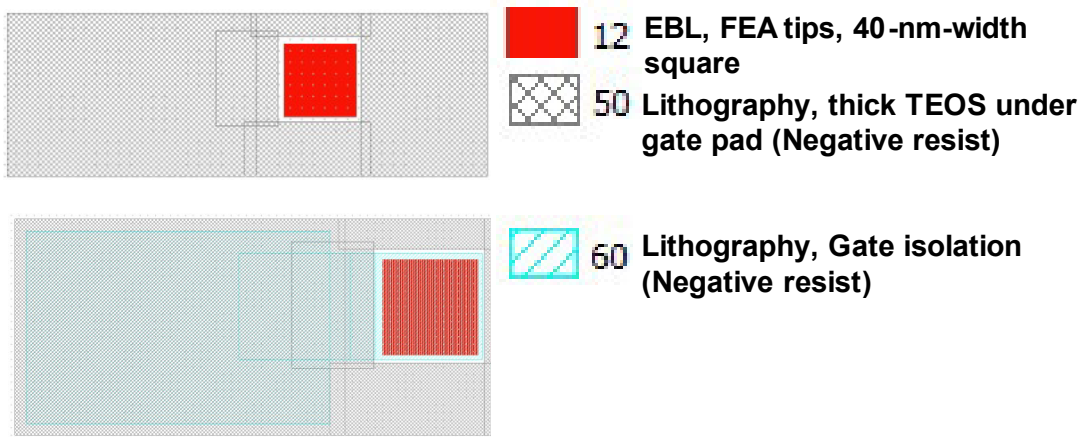 12 EBL, FEA tips, 40-nm-width
square
50 Lithography, thick TEOS under
gate pad (Negative resist)
60 Lithography, Gate isolation
(Negative resist)